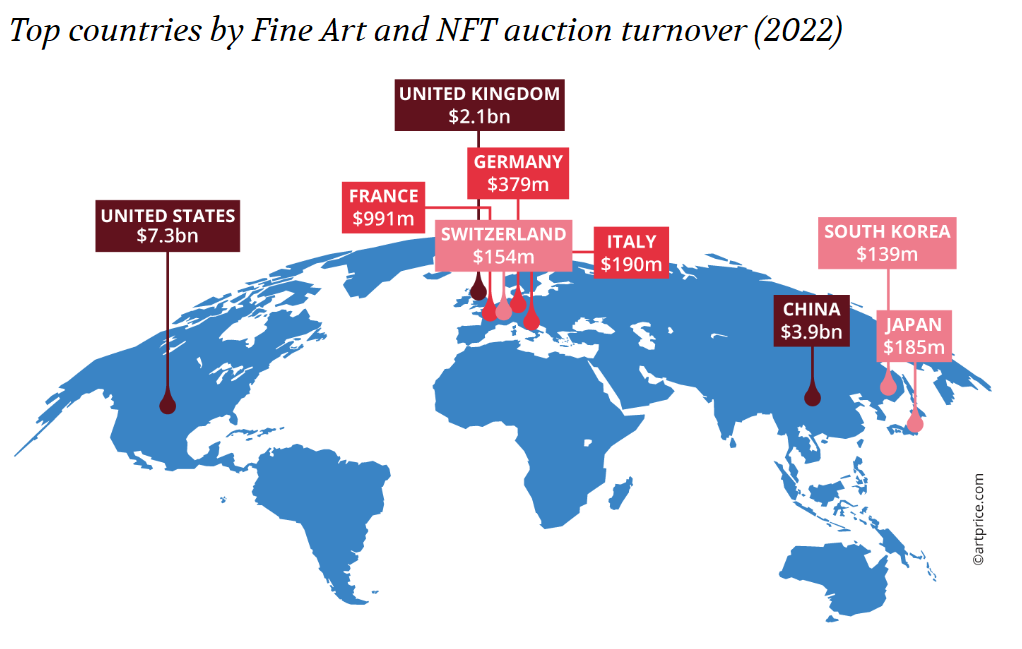 Top countries by Fine Art and NFT auction turnover (2022)
UNITED KINGDOM
$2.1bn
GERMANY
$379m
FRANCE
$991m
UNITED STATES
$7.3bn
SWITZERLAND
$154m
ITALY
$190m
SOUTH KOREA
$139m
CHINA
$3.9bn
JAPAN
$185m
©artprice.com